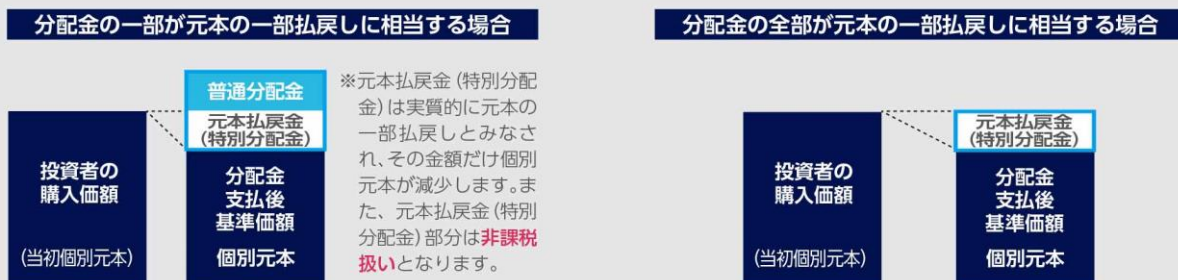 分配金の一部が元本の一部払戻しに相当する場合
普通分配金
元本払戻金
(特別分配金)
投資者の
購入価額
(当初個別元本)
分配金
支払後
基準価額
個別元本
※元本払戻金(特別分配
金)は実質的に元本の
一部払戻しとみなさ
れ、その金額だけ個別
元本が減少します。ま
た、元本払戻金(特別
分配金)部分は非課税
扱いとなります。
分配金の全部が元本の一部払戻しに相当する場合
元本払戻金
(特別分配金)
投資者の
購入価額
(当初個別元本)
分配金
支払後
基準価額
個別元本